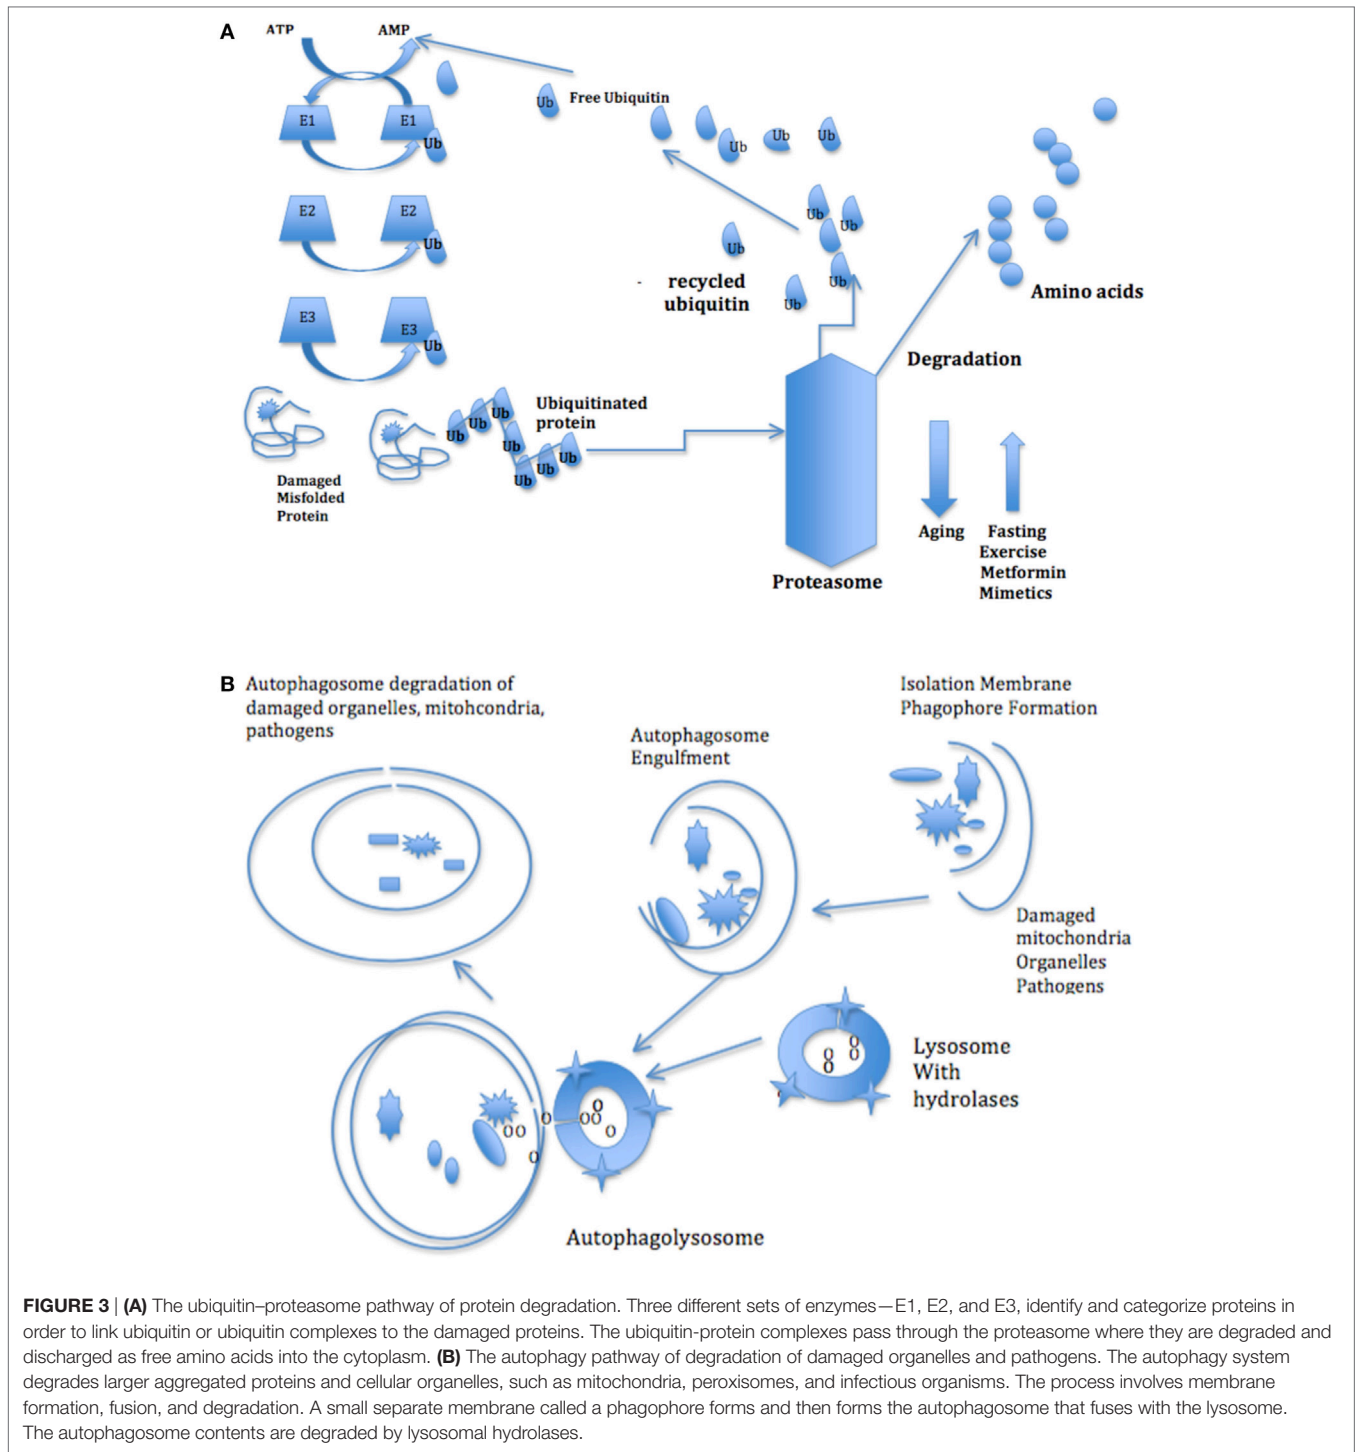 A
ATP
AMP
E1
E1
Ub
Ub
Free Ubiquitin
Ub
Ub
Ub
E2
E2
Ub
Ub
Ub
Ub
Ub
Ub
recycled
ubiquitin
Amino acids
E3
E3
Ub
Degradation
Ubiquitinated
protein
Ub
Ub
Ub
Ub
Ub
Ub
Ub
Damaged
Misfolded
Protein
Proteasome
Aging
Fasting
Exercise
Metformin
Mimetics
B
Autophagosome degradation of
damaged organelles, mitohcondria,
pathogens
Autophagosome
Engulfment
Isolation Membrane
Phagophore Formation
Damaged
mitochondria
Organelles
Pathogens
Lysosome
With
hydrolases
Autophagolysosome
FIGURE 3 | (A) The ubiquitin–proteasome pathway of protein degradation. Three different sets of enzymes—E1, E2, and E3, identify and categorize proteins in
order to link ubiquitin or ubiquitin complexes to the damaged proteins. The ubiquitin-protein complexes pass through the proteasome where they are degraded and
discharged as free amino acids into the cytoplasm. (B) The autophagy pathway of degradation of damaged organelles and pathogens. The autophagy system
degrades larger aggregated proteins and cellular organelles, such as mitochondria, peroxisomes, and infectious organisms. The process involves membrane
formation, fusion, and degradation. A small separate membrane called a phagophore forms and then forms the autophagosome that fuses with the lysosome.
The autophagosome contents are degraded by lysosomal hydrolases.